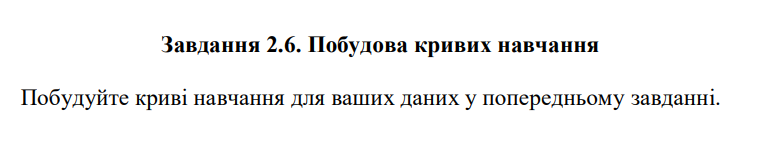 Завдання 2.6. Побудова кривих навчання
Побудуйте криві навчання для ваших даних у попередньому завданні.